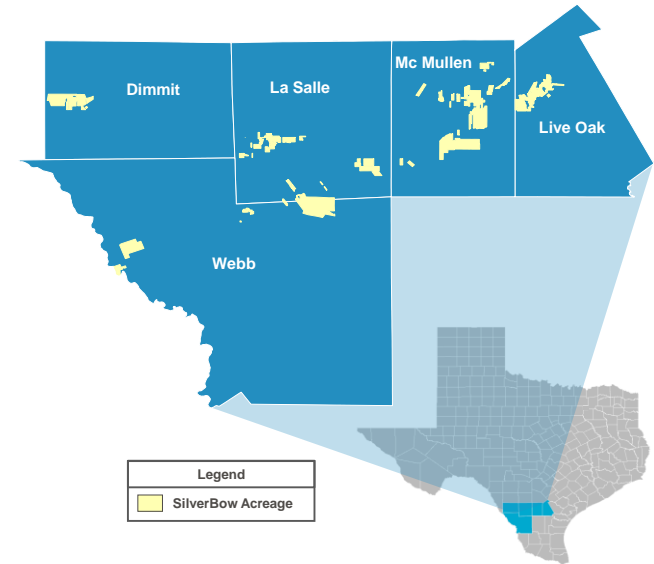 Mc Mullen
La Salle
Dimmit
Live Oak
Webb
Legend
SilverBow Acreage